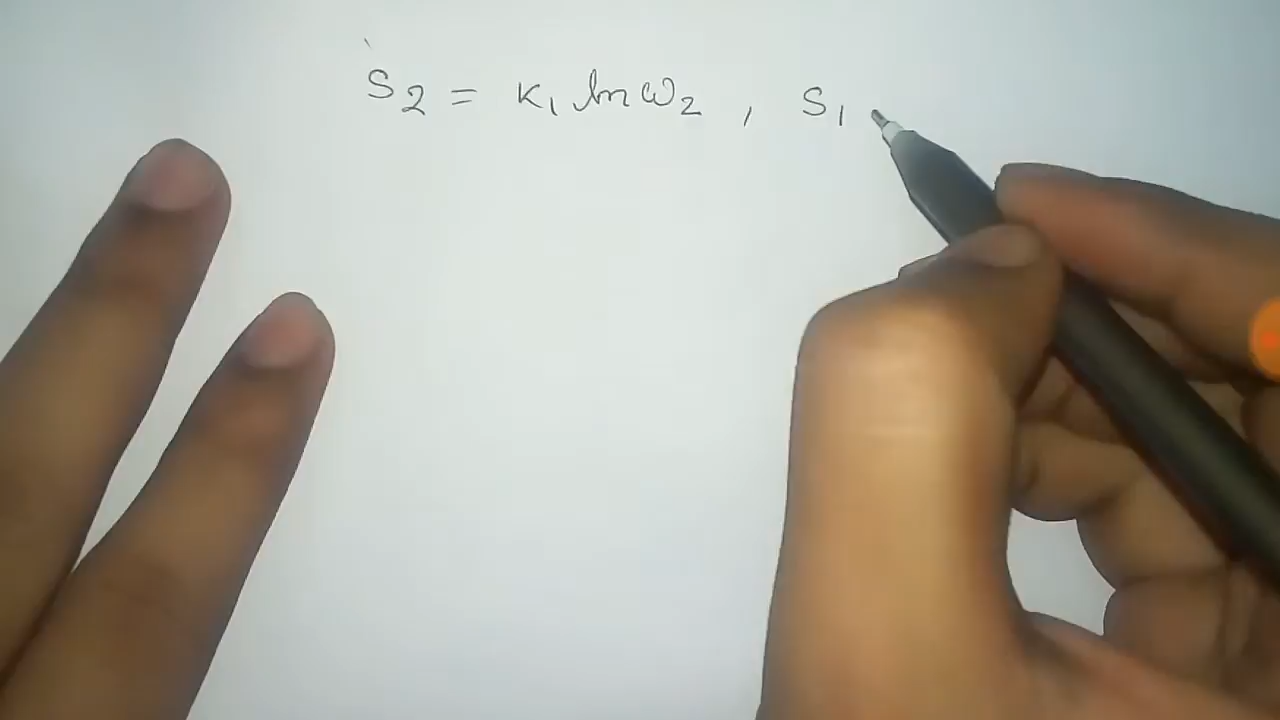 S₂ = K₁ ln ω₂ , S₁